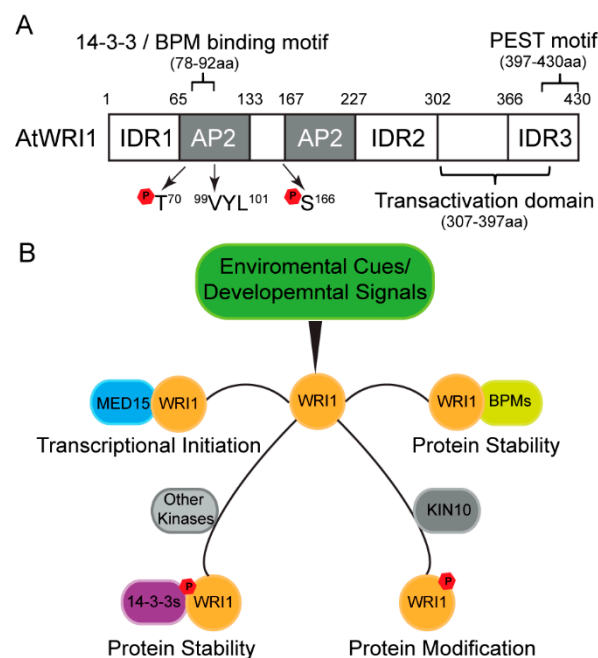 A
14-3-3 / BPM binding motif
(78-92aa)
PEST motif
(397-430aa)
1 65 133 167 227 302 366 430
AtWRI1 IDR1 AP2 AP2 IDR2 IDR3
P T70 99VYL101 P S166
Transactivation domain
(307-397aa)
B
Enviromental Cues/
Developemntal Signals
MED15 WRI1 WRI1 WRI1 BPMs
Transcriptional Initiation
Protein Stability
Other
Kinases
KIN10
P
14-3-3s WRI1
P
WRI1
Protein Stability
Protein Modification